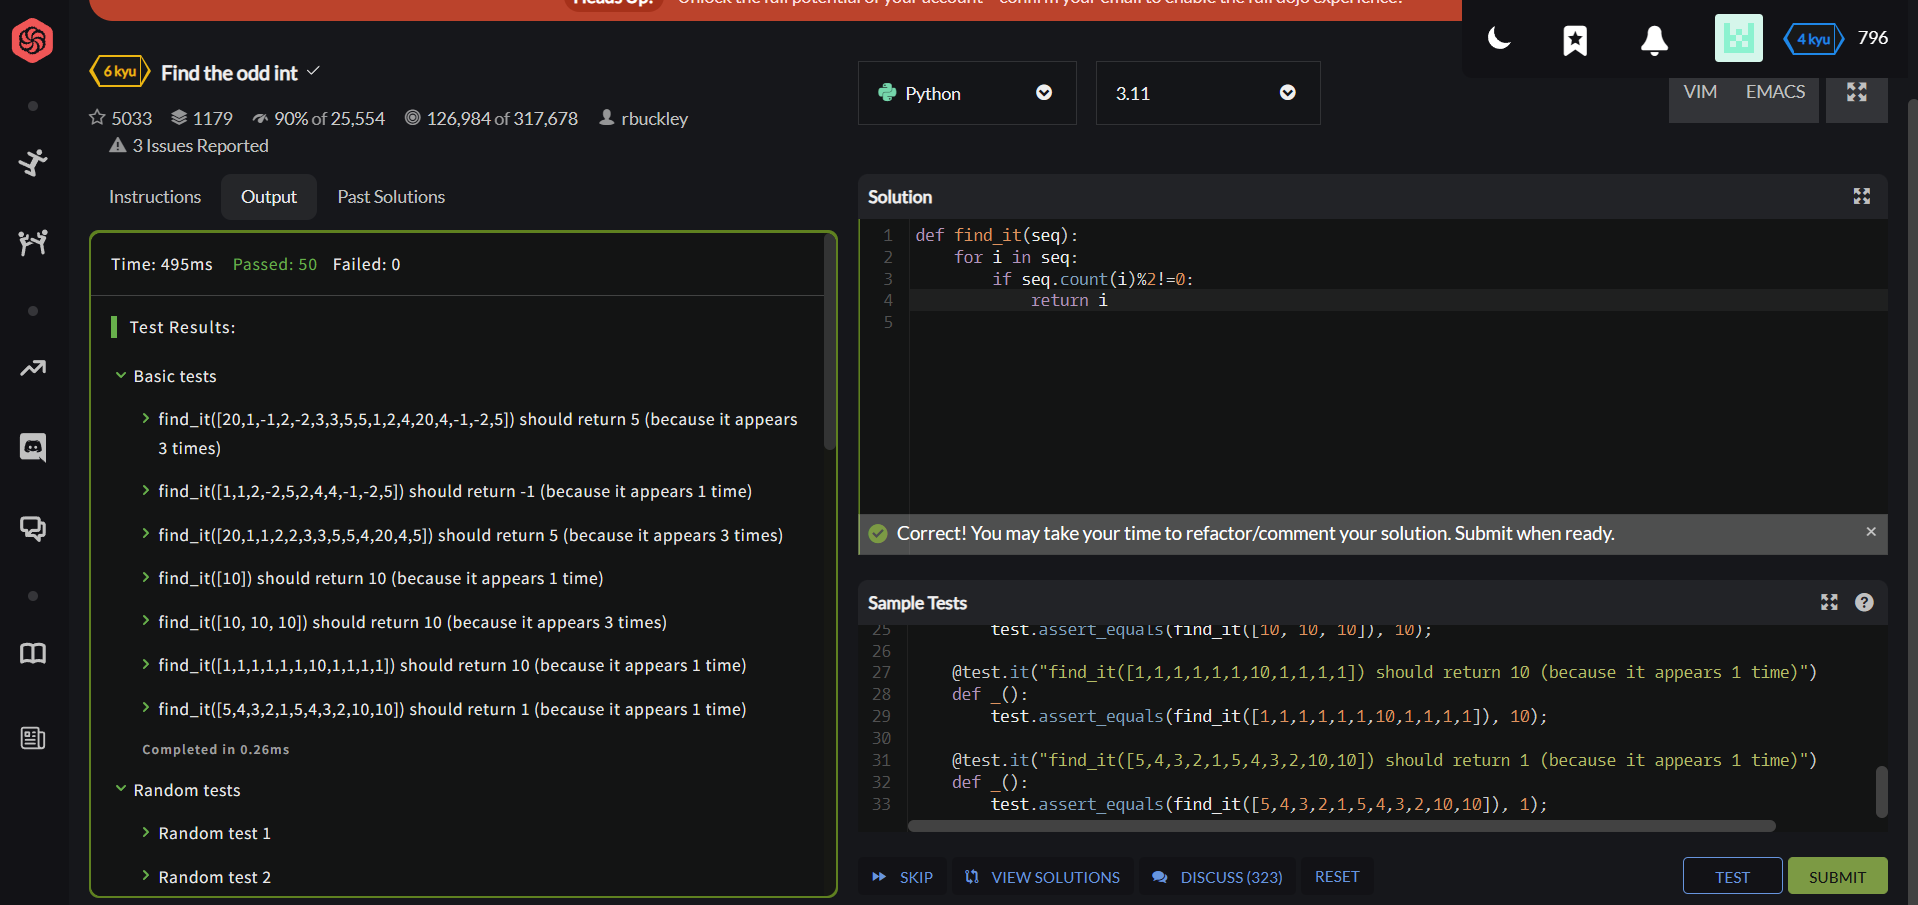 Heads Up! Unlock the full potential of your account - confirm your email to enable the full dojo experience!
6 kyu Find the odd int
4 kyu 796
5033 1179 90% of 25,554 126,984 of 317,678 rbuckley
3 Issues Reported
Python
3.11
VIM EMACS
Instructions Output Past Solutions
Time: 495ms Passed: 50 Failed: 0
Test Results:
Basic tests
find_it([20,1,-1,2,-2,3,3,5,5,1,2,4,20,4,-1,-2,5]) should return 5 (because it appears
3 times)
find_it([1,1,2,-2,5,2,4,4,-1,-2,5]) should return -1 (because it appears 1 time)
find_it([20,1,1,2,2,3,3,5,5,4,20,4,5]) should return 5 (because it appears 3 times)
find_it([10]) should return 10 (because it appears 1 time)
find_it([10, 10, 10]) should return 10 (because it appears 3 times)
find_it([1,1,1,1,1,1,10,1,1,1,1]) should return 10 (because it appears 1 time)
find_it([5,4,3,2,1,5,4,3,2,10,10]) should return 1 (because it appears 1 time)
Completed in 0.26ms
Random tests
Random test 1
Random test 2
Solution
1 def find_it(seq):
2 for i in seq:
3 if seq.count(i)%2!=0:
4 return i
5
Correct! You may take your time to refactor/comment your solution. Submit when ready. ×
Sample Tests ?
25 test.assert_equals(find_it([10, 10, 10]), 10);
26
27 @test.it("find_it([1,1,1,1,1,1,10,1,1,1,1]) should return 10 (because it appears 1 time)")
28 def _():
29 test.assert_equals(find_it([1,1,1,1,1,1,10,1,1,1,1]), 10);
30
31 @test.it("find_it([5,4,3,2,1,5,4,3,2,10,10]) should return 1 (because it appears 1 time)")
32 def _():
33 test.assert_equals(find_it([5,4,3,2,1,5,4,3,2,10,10]), 1);
SKIP VIEW SOLUTIONS DISCUSS (323) RESET TEST SUBMIT